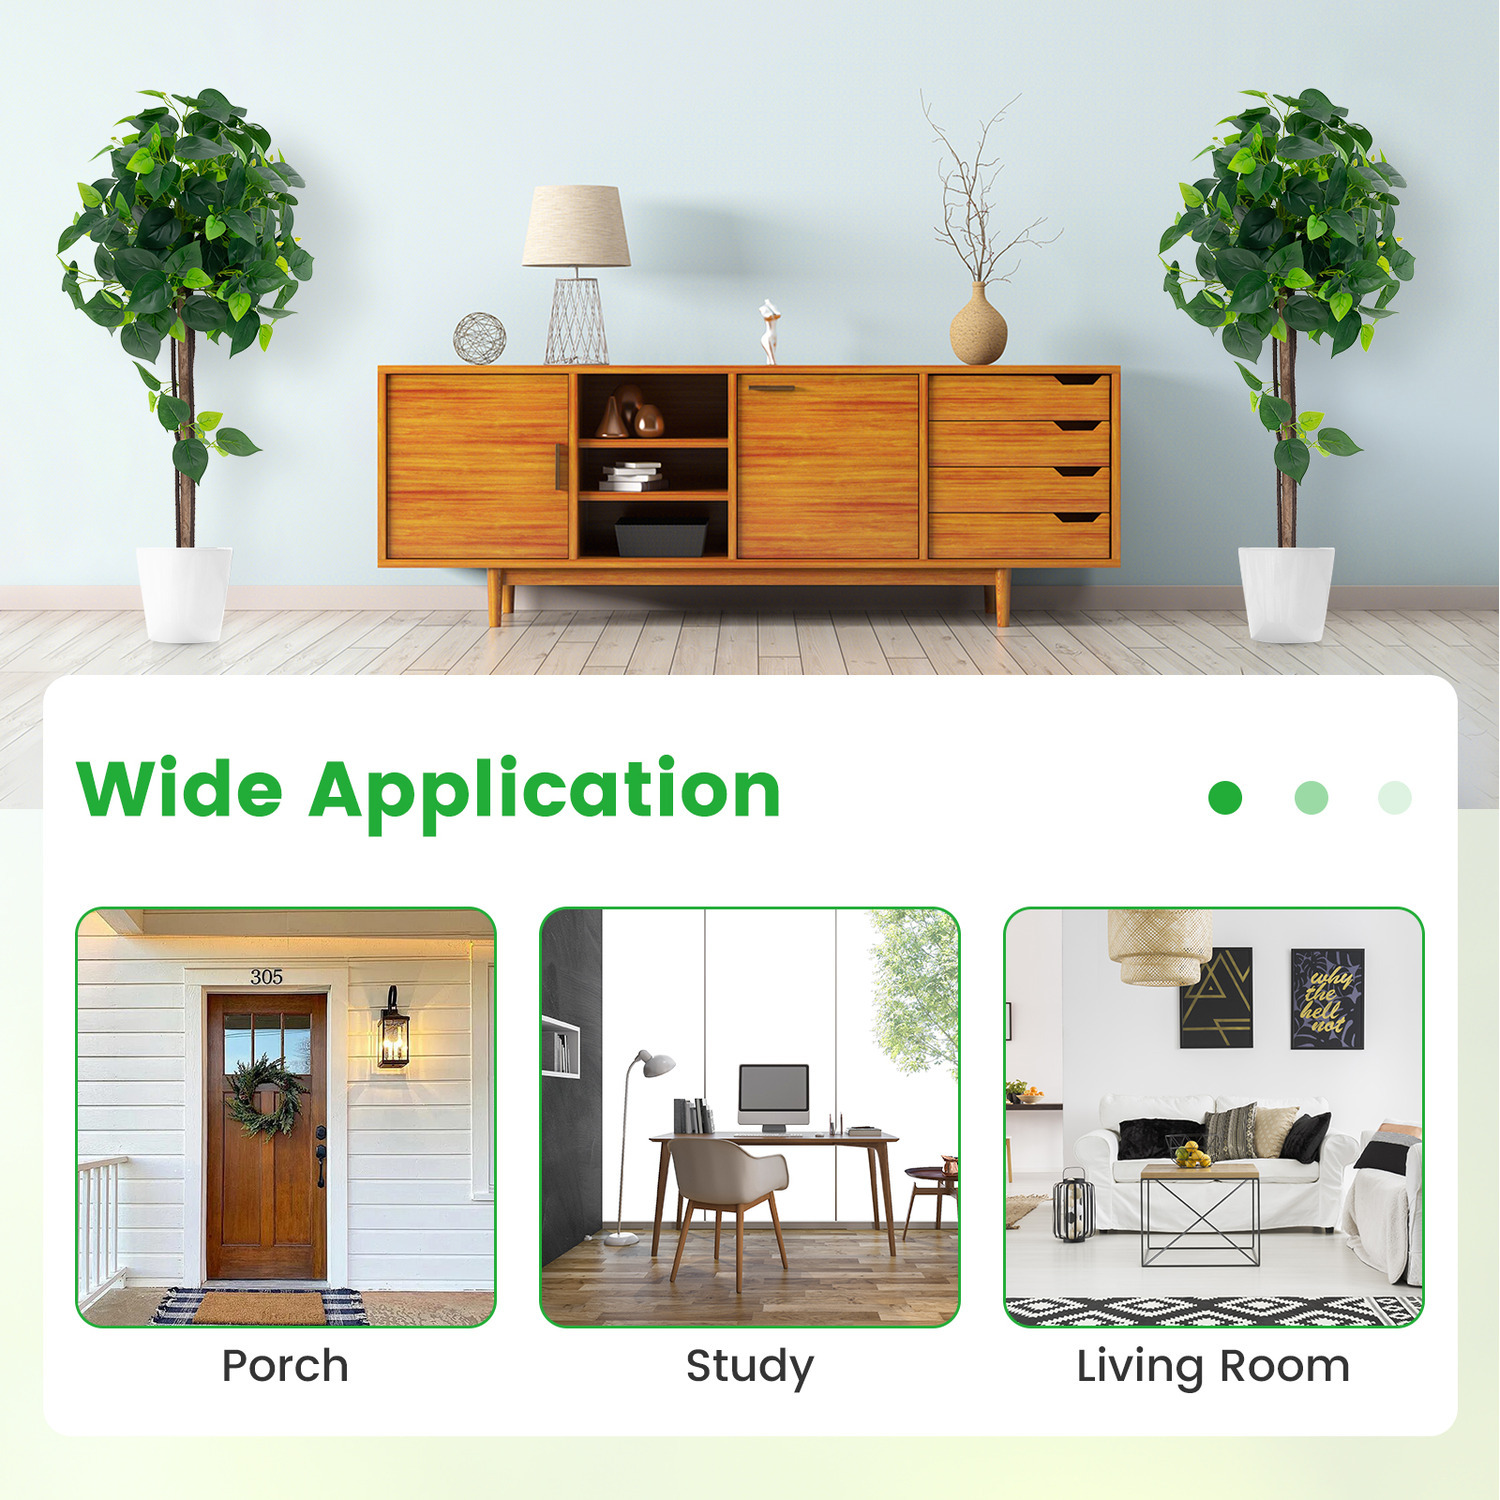 Wide Application
305
why
the
hell
not
Porch
Study
Living Room